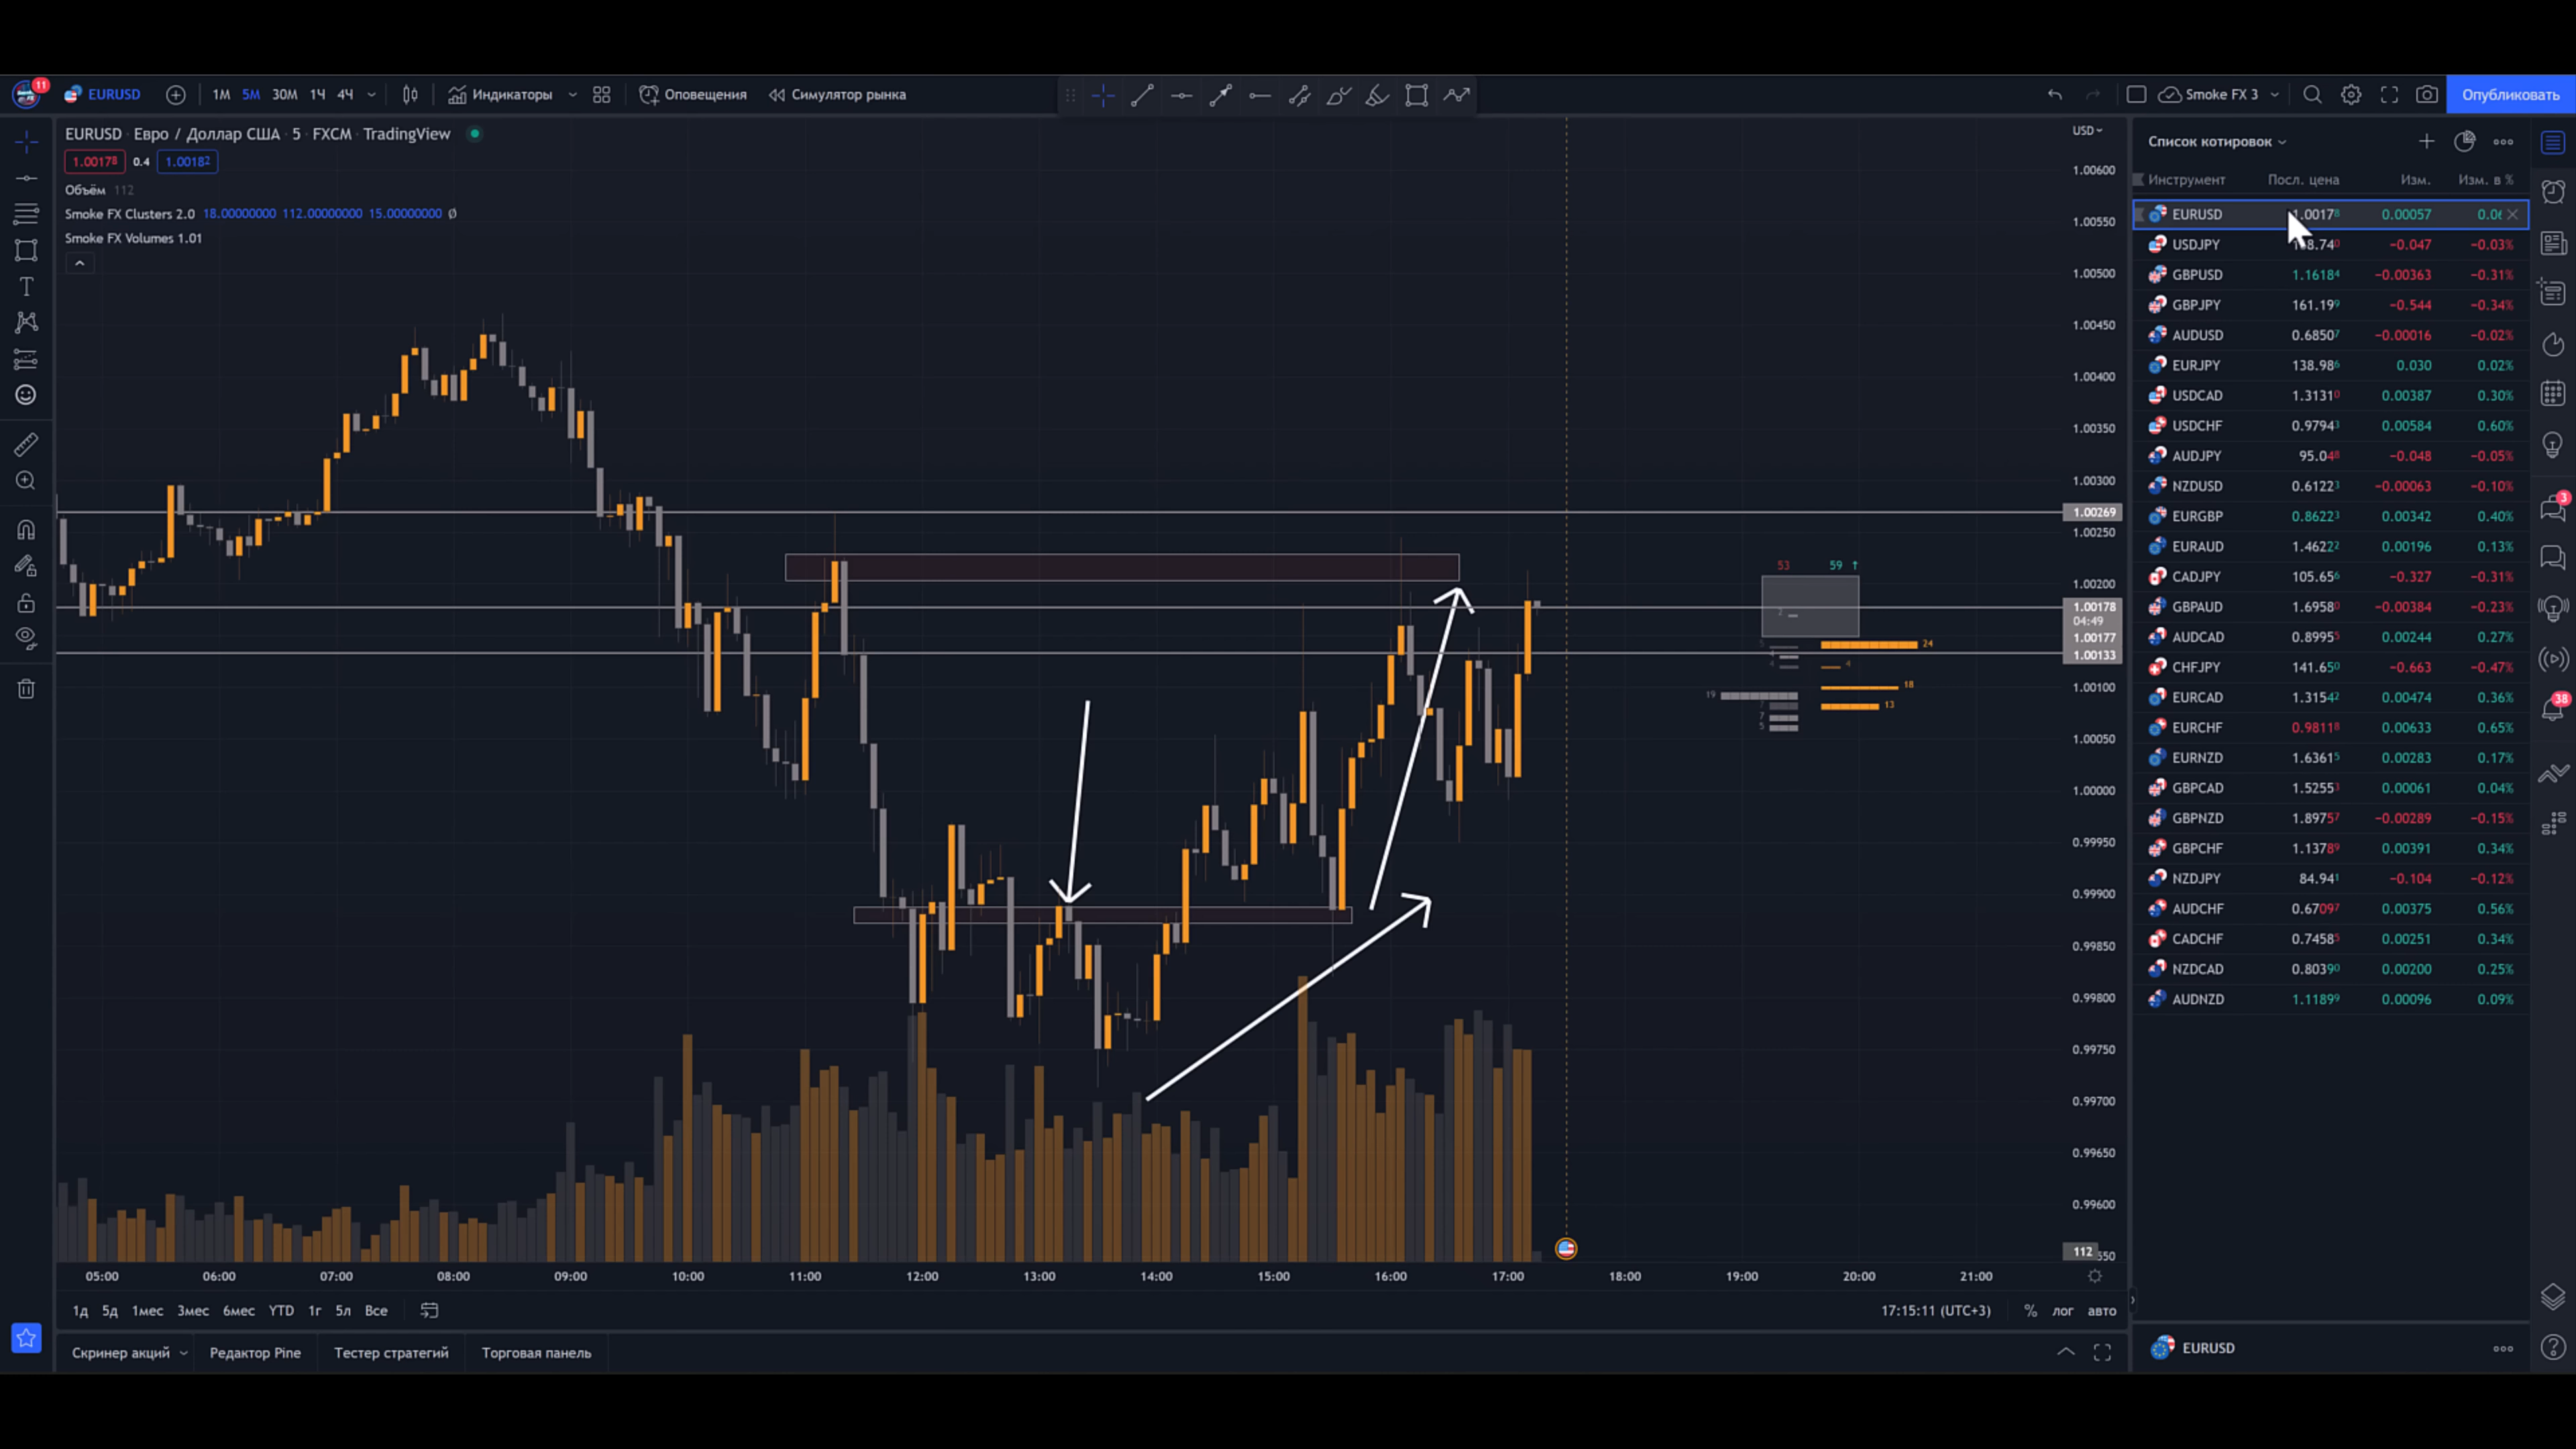 11 EURUSD 1М 5М 30М 1Ч 4Ч Индикаторы Оповещения Симулятор рынка Smoke FX 3 Опубликовать
EURUSD · Евро / Доллар США · 5 · FXCM · TradingView
1.00178 0.4 1.00182
Объём 112
Smoke FX Clusters 2.0 18.00000000 112.00000000 15.00000000 Ø
Smoke FX Volumes 1.01
USD
1.00600
1.00550
1.00500
1.00450
1.00400
1.00350
1.00300
1.00269
1.00250
1.00200
1.00178
04:49
1.00177
1.00133
1.00100
1.00050
1.00000
0.99950
0.99900
0.99850
0.99800
0.99750
0.99700
0.99650
0.99600
112 550
53 59 ↑
2
24
4 4
18
19
13
7
5
05:00 06:00 07:00 08:00 09:00 10:00 11:00 12:00 13:00 14:00 15:00 16:00 17:00 18:00 19:00 20:00 21:00
1д 5д 1мес 3мес 6мес YTD 1г 5л Все 17:15:11 (UTC+3) % лог авто
Скринер акций Редактор Pine Тестер стратегий Торговая панель
Список котировок
Инструмент Посл. цена Изм. Изм. в %
EURUSD 1.00178 0.00057 0.06
USDJPY 8.740 −0.047 −0.03%
GBPUSD 1.16184 −0.00363 −0.31%
GBPJPY 161.199 −0.544 −0.34%
AUDUSD 0.68507 −0.00016 −0.02%
EURJPY 138.986 0.030 0.02%
USDCAD 1.31310 0.00387 0.30%
USDCHF 0.97943 0.00584 0.60%
AUDJPY 95.048 −0.048 −0.05%
NZDUSD 0.61223 −0.00063 −0.10%
EURGBP 0.86223 0.00342 0.40%
EURAUD 1.46222 0.00196 0.13%
CADJPY 105.656 −0.327 −0.31%
GBPAUD 1.69580 −0.00384 −0.23%
AUDCAD 0.89955 0.00244 0.27%
CHFJPY 141.650 −0.663 −0.47%
EURCAD 1.31542 0.00474 0.36%
EURCHF 0.98118 0.00633 0.65%
EURNZD 1.63615 0.00283 0.17%
GBPCAD 1.52553 0.00061 0.04%
GBPNZD 1.89757 −0.00289 −0.15%
GBPCHF 1.13789 0.00391 0.34%
NZDJPY 84.941 −0.104 −0.12%
AUDCHF 0.67097 0.00375 0.56%
CADCHF 0.74585 0.00251 0.34%
NZDCAD 0.80390 0.00200 0.25%
AUDNZD 1.11899 0.00096 0.09%
EURUSD
3
38